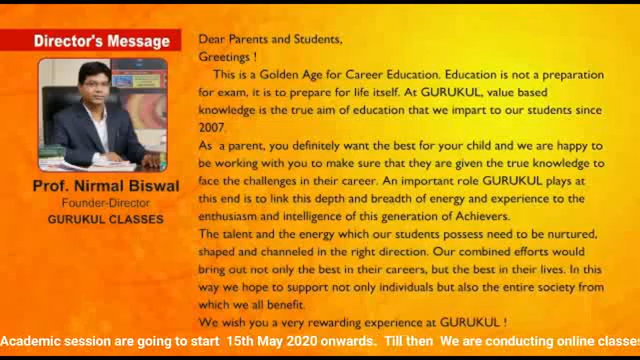 Director's Message
Prof. Nirmal Biswal
Founder-Director
GURUKUL CLASSES
Dear Parents and Students,
Greetings !
This is a Golden Age for Career Education. Education is not a preparation
for exam, it is to prepare for life itself. At GURUKUL, value based
knowledge is the true aim of education that we impart to our students since
2007.
As a parent, you definitely want the best for your child and we are happy to
be working with you to make sure that they are given the true knowledge to
face the challenges in their career. An important role GURUKUL plays at
this end is to link this depth and breadth of energy and experience to the
enthusiasm and intelligence of this generation of Achievers.
The talent and the energy which our students possess need to be nurtured,
shaped and channeled in the right direction. Our combined efforts would
bring out not only the best in their careers, but the best in their lives. In this
way we hope to support not only individuals but also the entire society from
which we all benefit.
We wish you a very rewarding experience at GURUKUL !
Academic session are going to start 15th May 2020 onwards. Till then We are conducting online classes